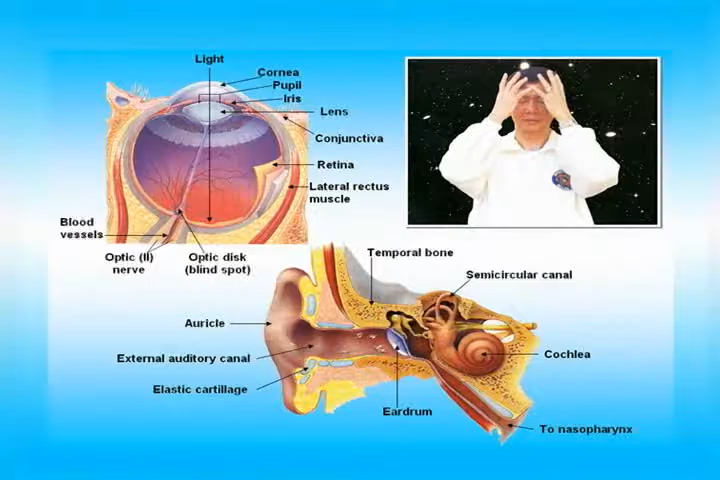 Light
Cornea
Pupil
Iris
Lens
Conjunctiva
Retina
Lateral rectus
muscle
Blood
vessels
Optic (II)
nerve
Optic disk
(blind spot)
Temporal bone
Semicircular canal
Auricle
External auditory canal
Cochlea
Elastic cartillage
Eardrum
To nasopharynx